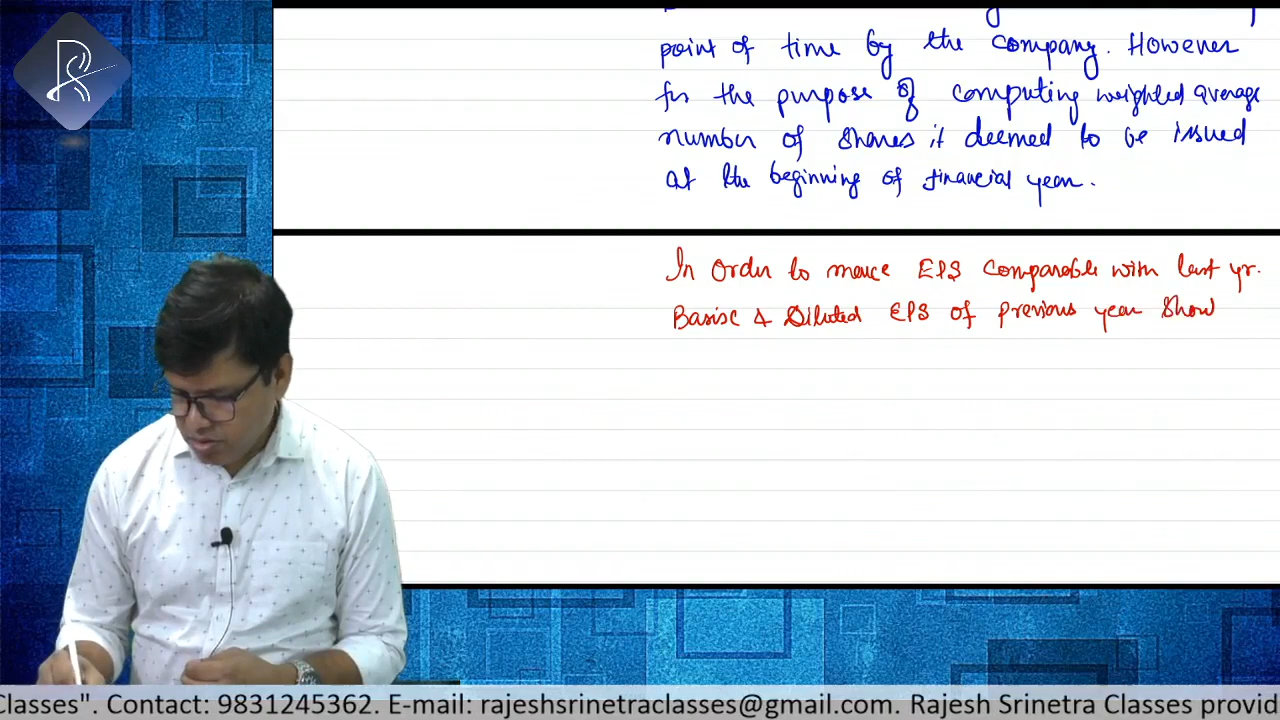 point of time by the company. However
for the purpose of computing weighted average
number of shares it deemed to be issued
at the beginning of financial year.
In order to make EPS comparable with last yr.
Basic & Diluted EPS of previous year Shoul
Classes". Contact: 9831245362. E-mail: rajeshsrinetraclasses@gmail.com. Rajesh Srinetra Classes provid